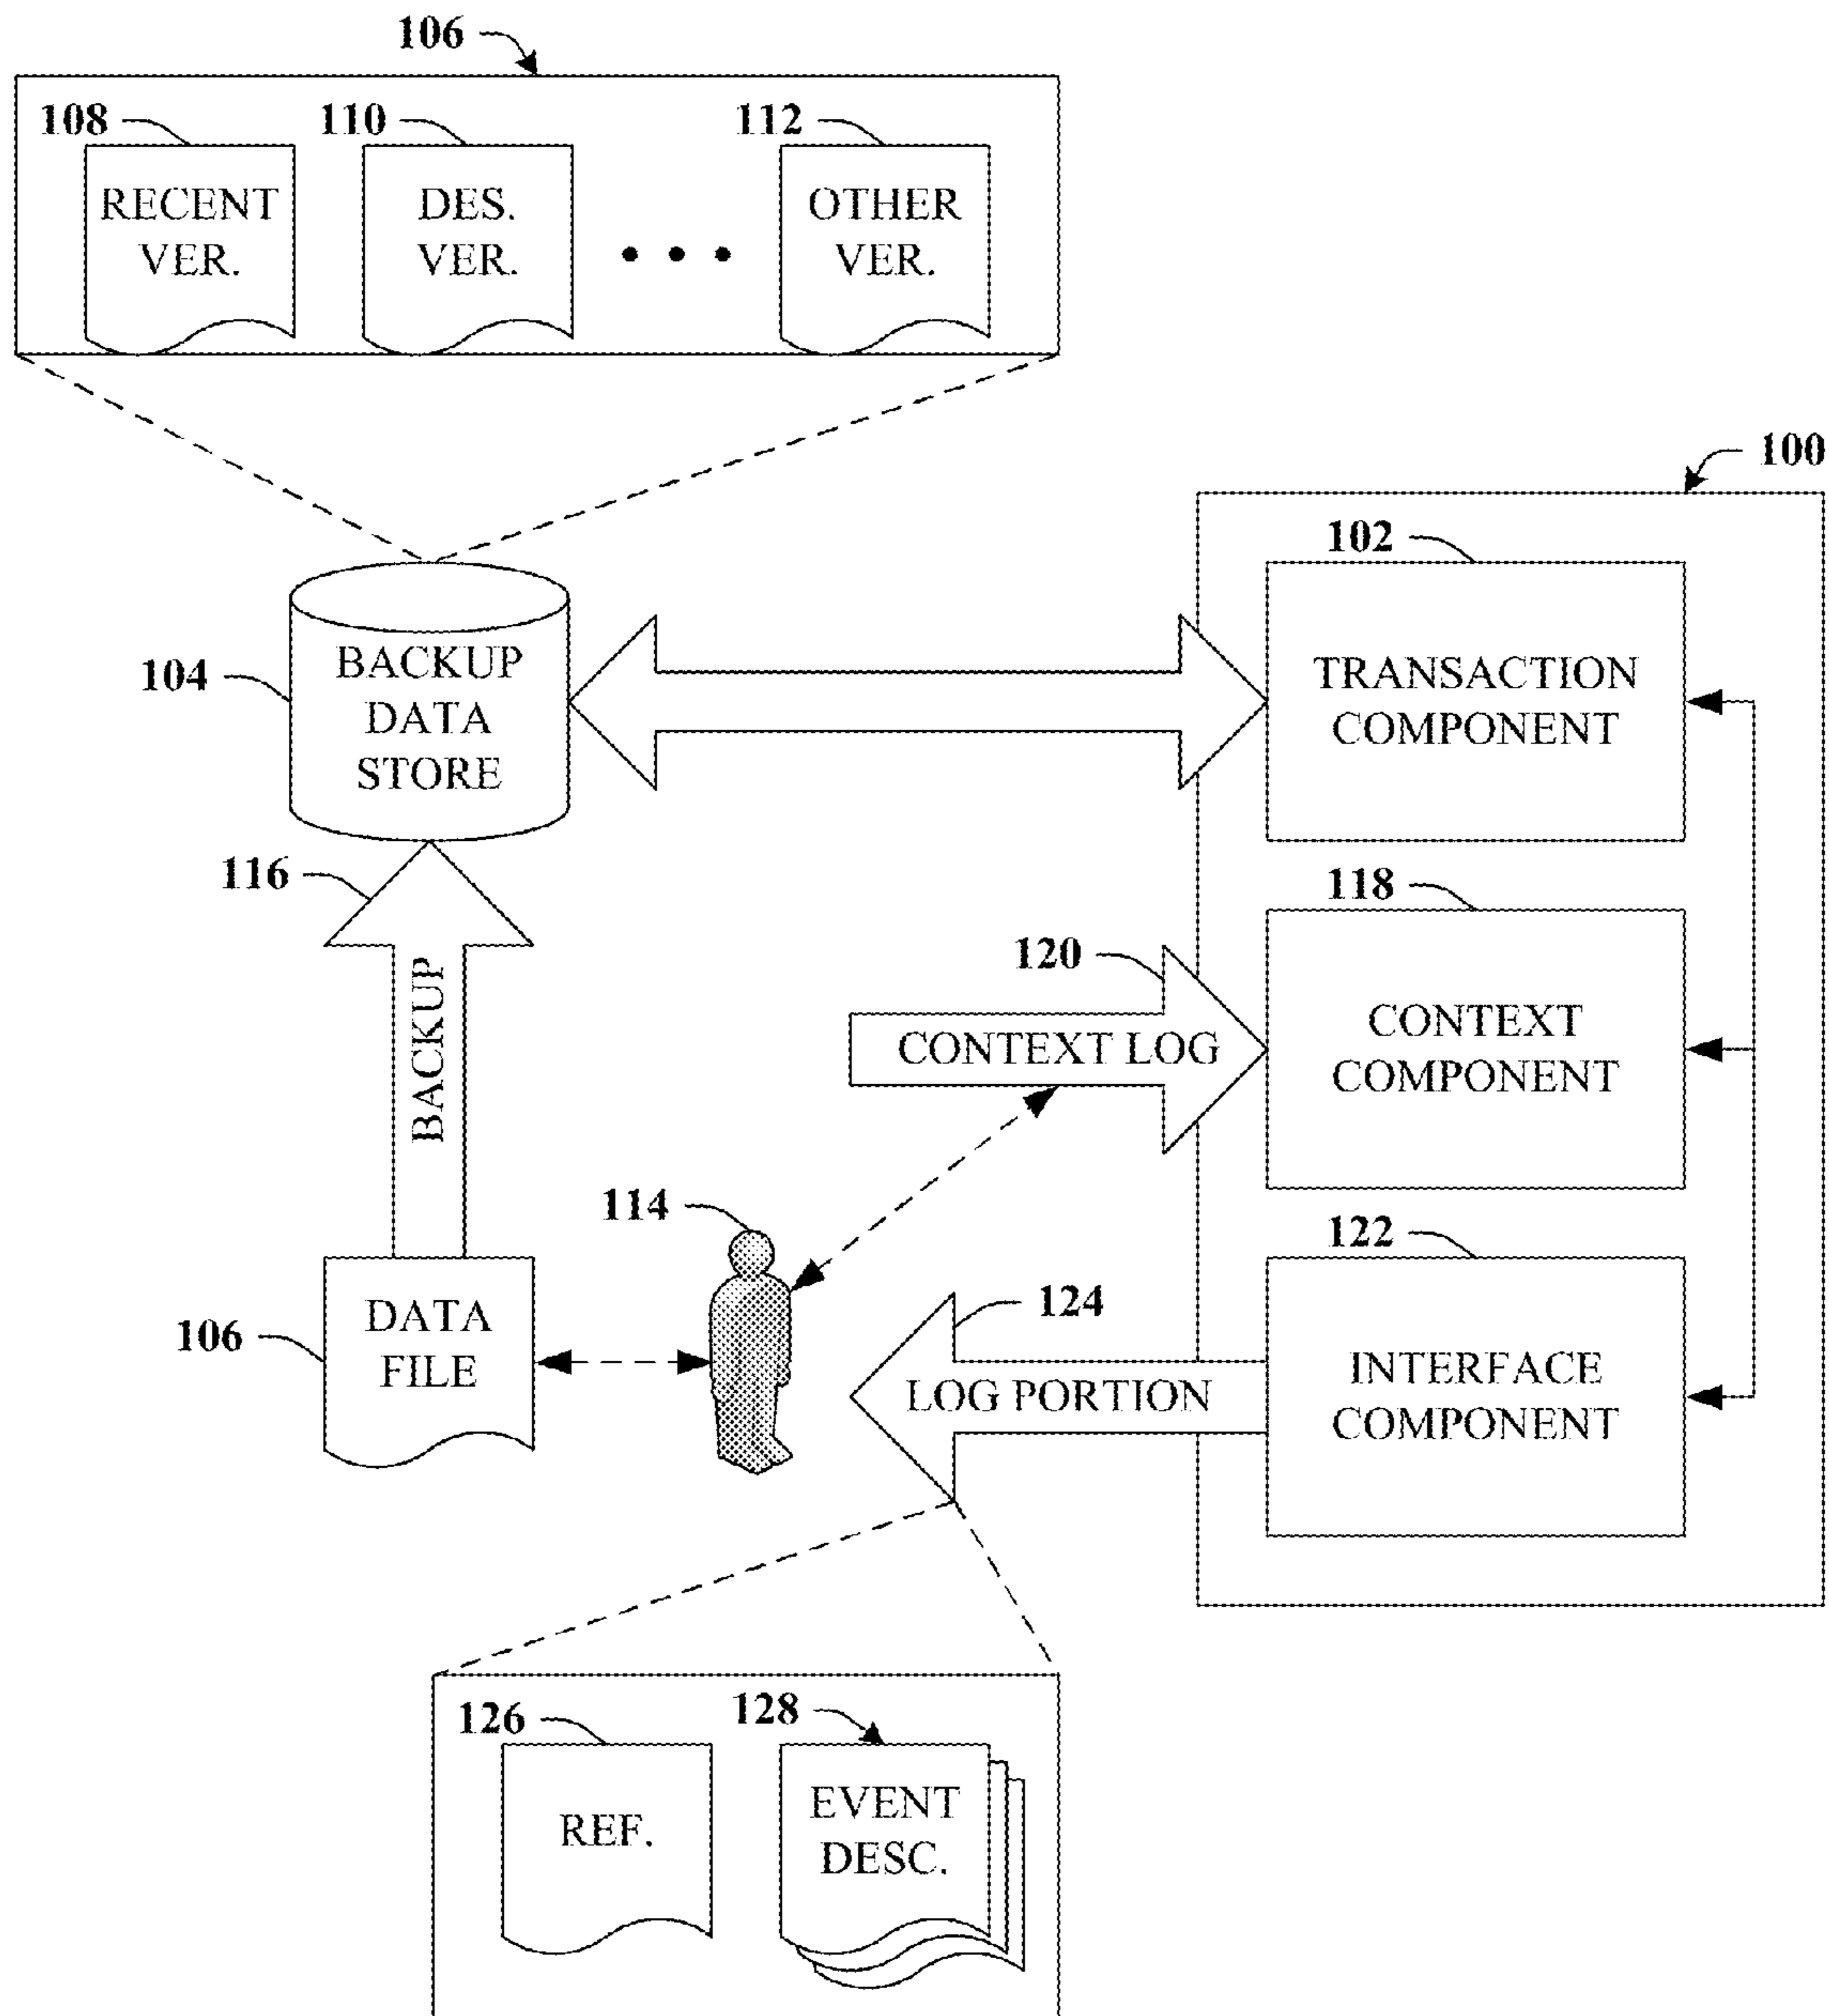 106
108
110
112
RECENT
VER.
DES.
VER.
OTHER
VER.
100
102
104
BACKUP
DATA
STORE
TRANSACTION
COMPONENT
116
118
BACKUP
120
CONTEXT LOG
CONTEXT
COMPONENT
114
122
106
DATA
FILE
124
LOG PORTION
INTERFACE
COMPONENT
126
128
REF.
EVENT
DESC.